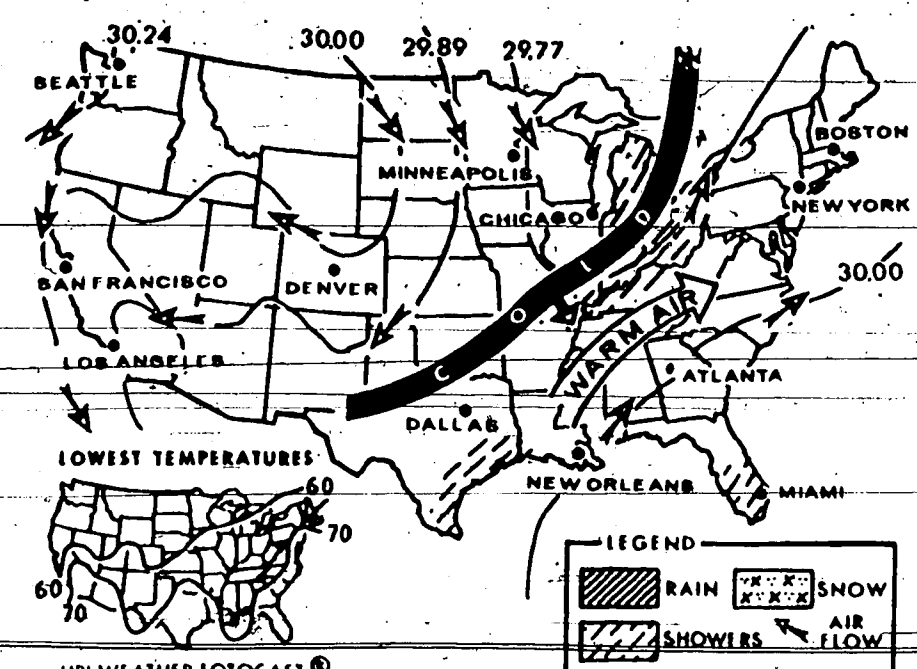 30.24
30.00
29.89
29.77
SEATTLE
BOSTON
MINNEAPOLIS
NEW YORK
CHICAGO
COLD
30.00
SAN FRANCISCO
DENVER
WARM AIR
LOS ANGELES
ATLANTA
DALLAS
LOWEST TEMPERATURES
NEW ORLEANS
60
MIAMI
70
LEGEND
60
70
RAIN
SNOW
SHOWERS
AIR
FLOW
UPI WEATHER FOTOCAST ®